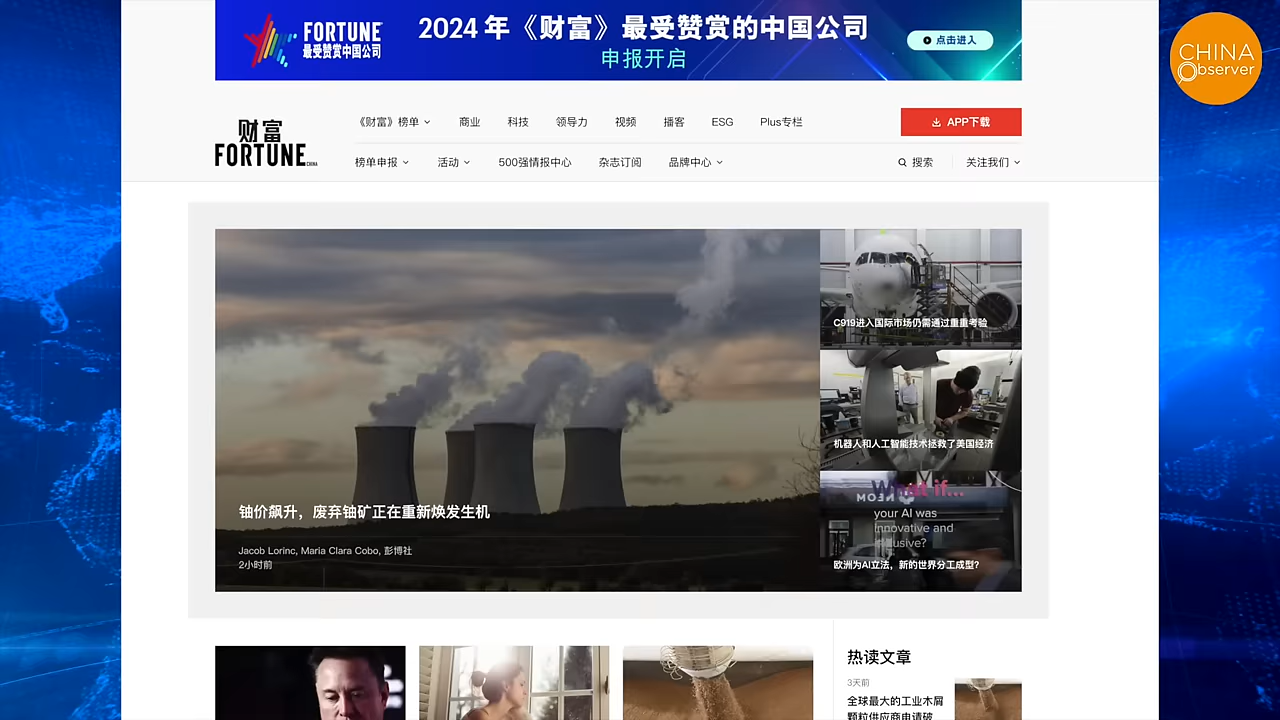 FORTUNE
最受赞赏中国公司
2024 年《财富》最受赞赏的中国公司
申报开启
点击进入
CHINA
Observer
财富
FORTUNE
CHINA
《财富》榜单
商业
科技
领导力
视频
播客
ESG
Plus专栏
APP下载
榜单申报
活动
500强情报中心
杂志订阅
品牌中心
搜索
关注我们
铀价飙升，废弃铀矿正在重新焕发生机
Jacob Lorinc, Maria Clara Cobo, 彭博社
2小时前
C919进入国际市场仍需通过重重考验
机器人和人工智能技术拯救了美国经济
What if...
NEOM
your AI was
innovative and
欧洲为AI立法，新的世界分工成型?
热读文章
3天前
全球最大的工业木屑
颗粒供应商申请破